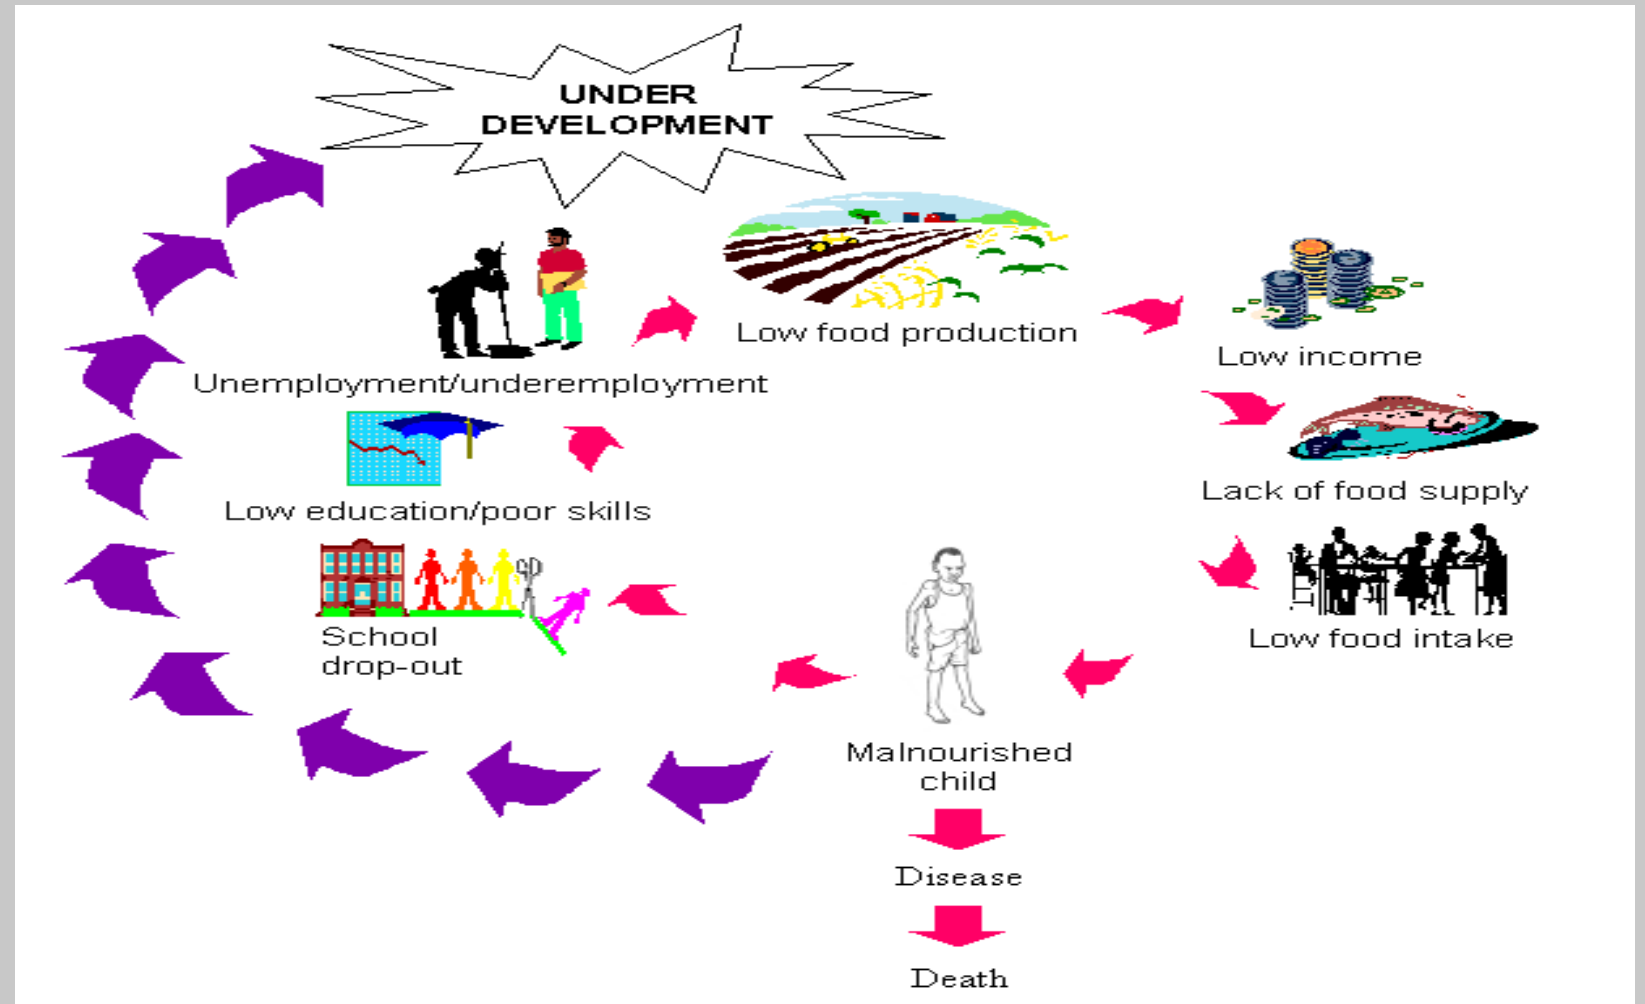 UNDER
DEVELOPMENT
Low food production
Low income
Unemployment/underemployment
Lack of food supply
Low education/poor skills
Low food intake
School
drop-out
Malnourished
child
Disease
Death